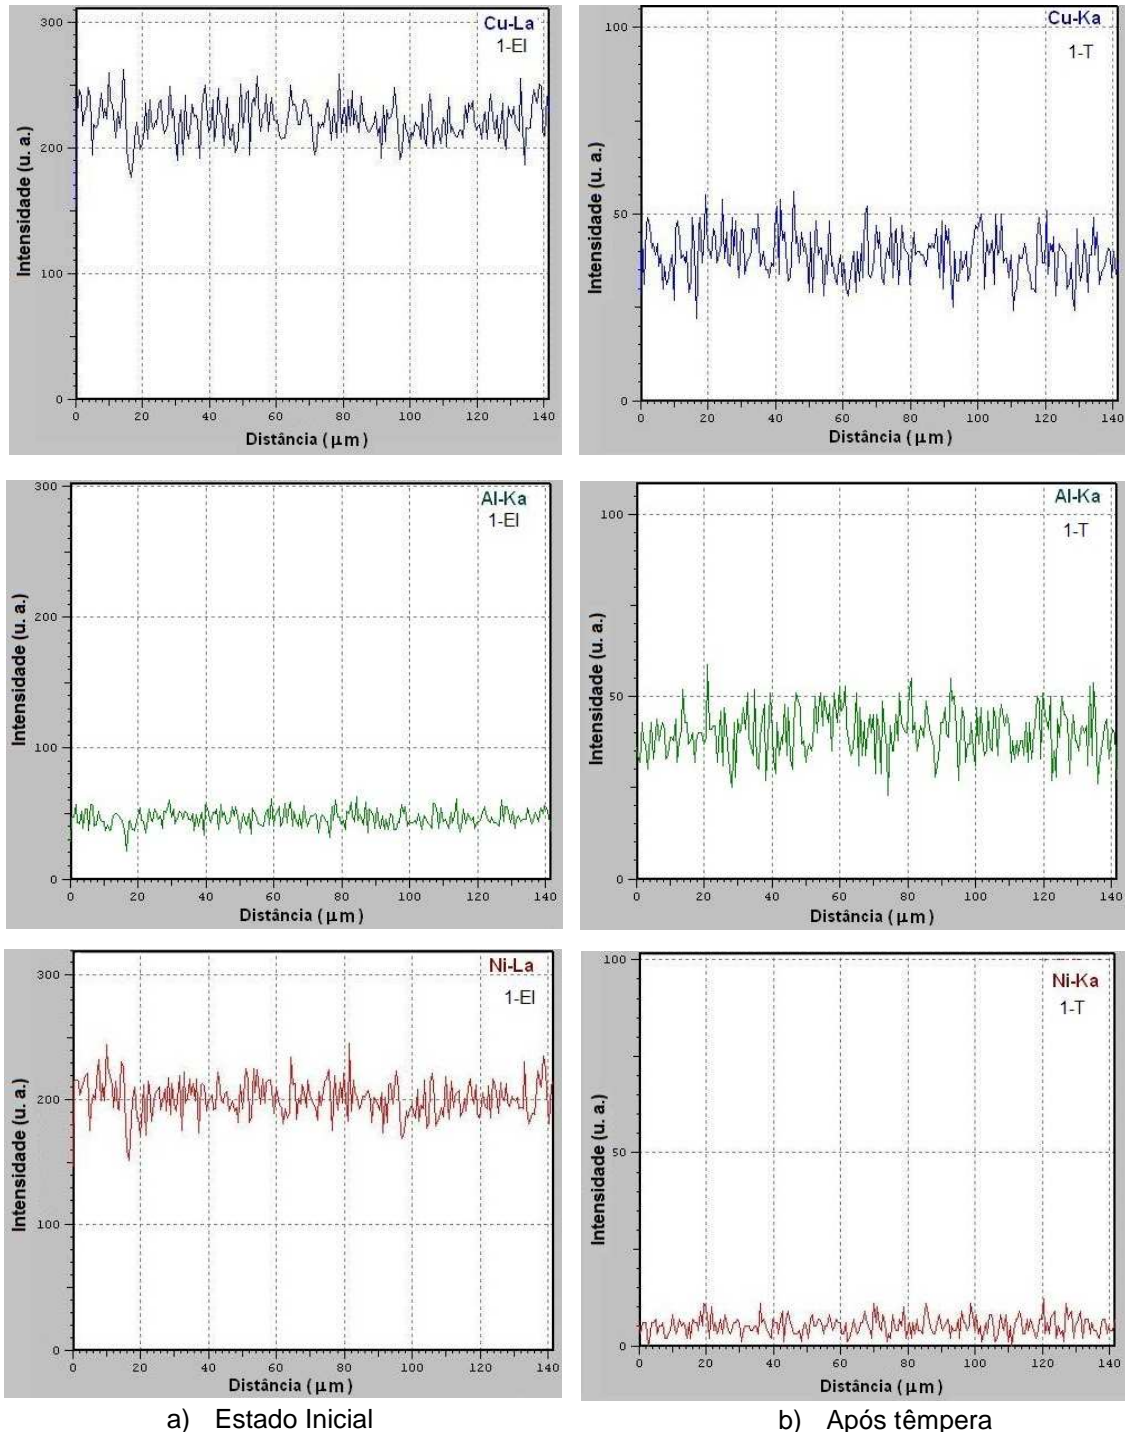 Cu-La
1-EI
Intensidade (u. a.)
300
200
100
0
0 20 40 60 80 100 120 140
Distância (μm)
Cu-Ka
1-T
Intensidade (u. a.)
100
50
0
0 20 40 60 80 100 120 140
Distância (μm)
Al-Ka
1-EI
Intensidade (u. a.)
300
200
100
0
0 20 40 60 80 100 120 140
Distância (μm)
Al-Ka
1-T
Intensidade (u. a.)
100
50
0
0 20 40 60 80 100 120 140
Distância (μm)
Ni-La
1-EI
Intensidade (u. a.)
300
200
100
0
0 20 40 60 80 100 120 140
Distância (μm)
Ni-Ka
1-T
Intensidade (u. a.)
100
50
0
0 20 40 60 80 100 120 140
Distância (μm)
a) Estado Inicial
b) Após têmpera